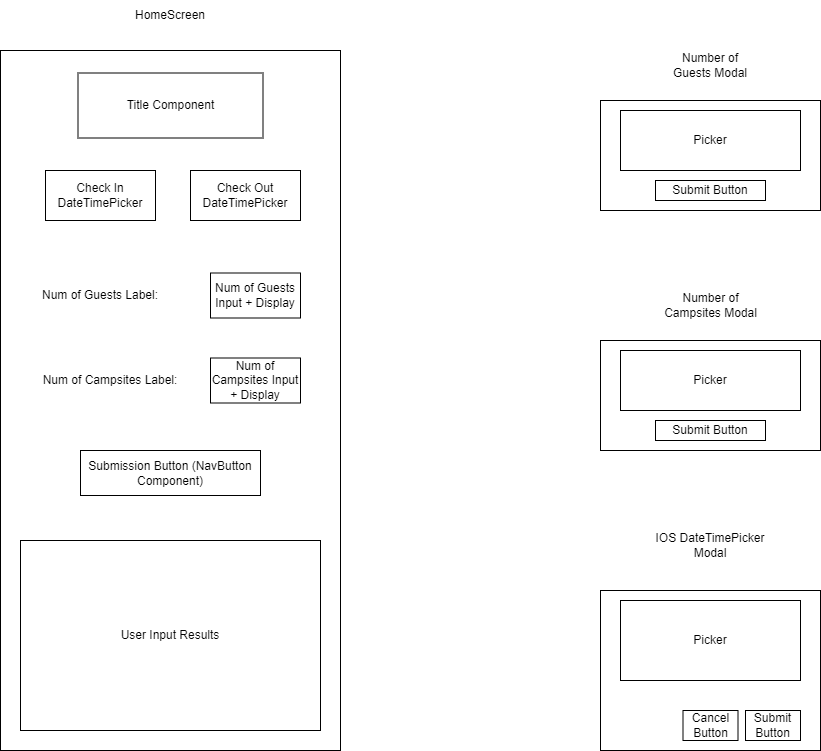 HomeScreen
Title Component
Check In
DateTimePicker
Check Out
DateTimePicker
Num of Guests Label:
Num of Guests
Input + Display
Num of Campsites Label:
Num of
Campsites Input
+ Display
Submission Button (NavButton
Component)
User Input Results
Number of
Guests Modal
Picker
Submit Button
Number of
Campsites Modal
Picker
Submit Button
IOS DateTimePicker
Modal
Picker
Cancel
Button
Submit
Button